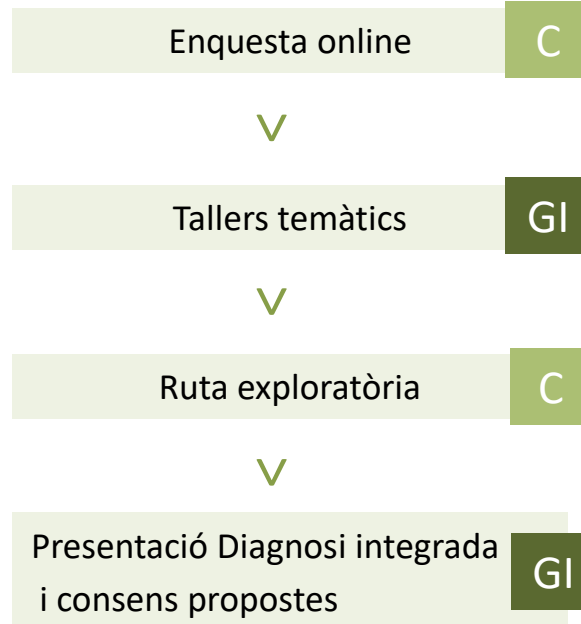 Enquesta online C
V
Tallers temàtics GI
V
Ruta exploratòria C
V
Presentació Diagnosi integrada GI
i consens propostes